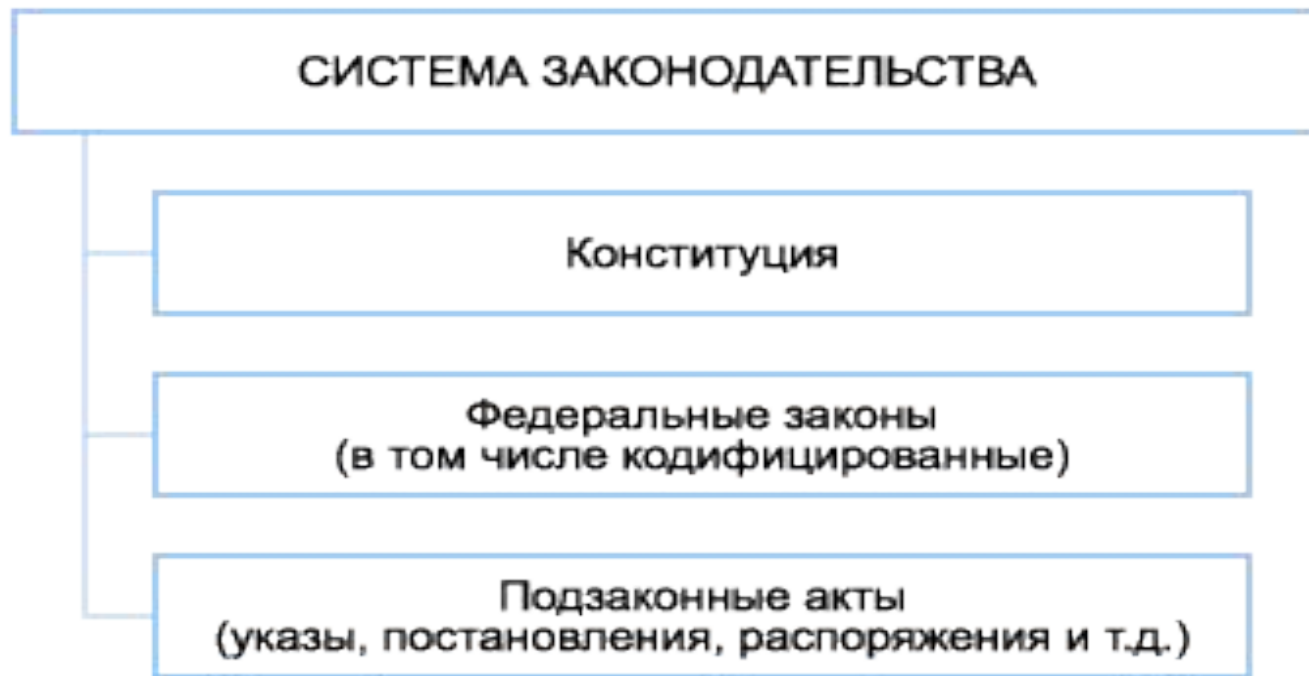 СИСТЕМА ЗАКОНОДАТЕЛЬСТВА
Конституция
Федеральные законы
(в том числе кодифицированные)
Подзаконные акты
(указы, постановления, распоряжения и т.д.)